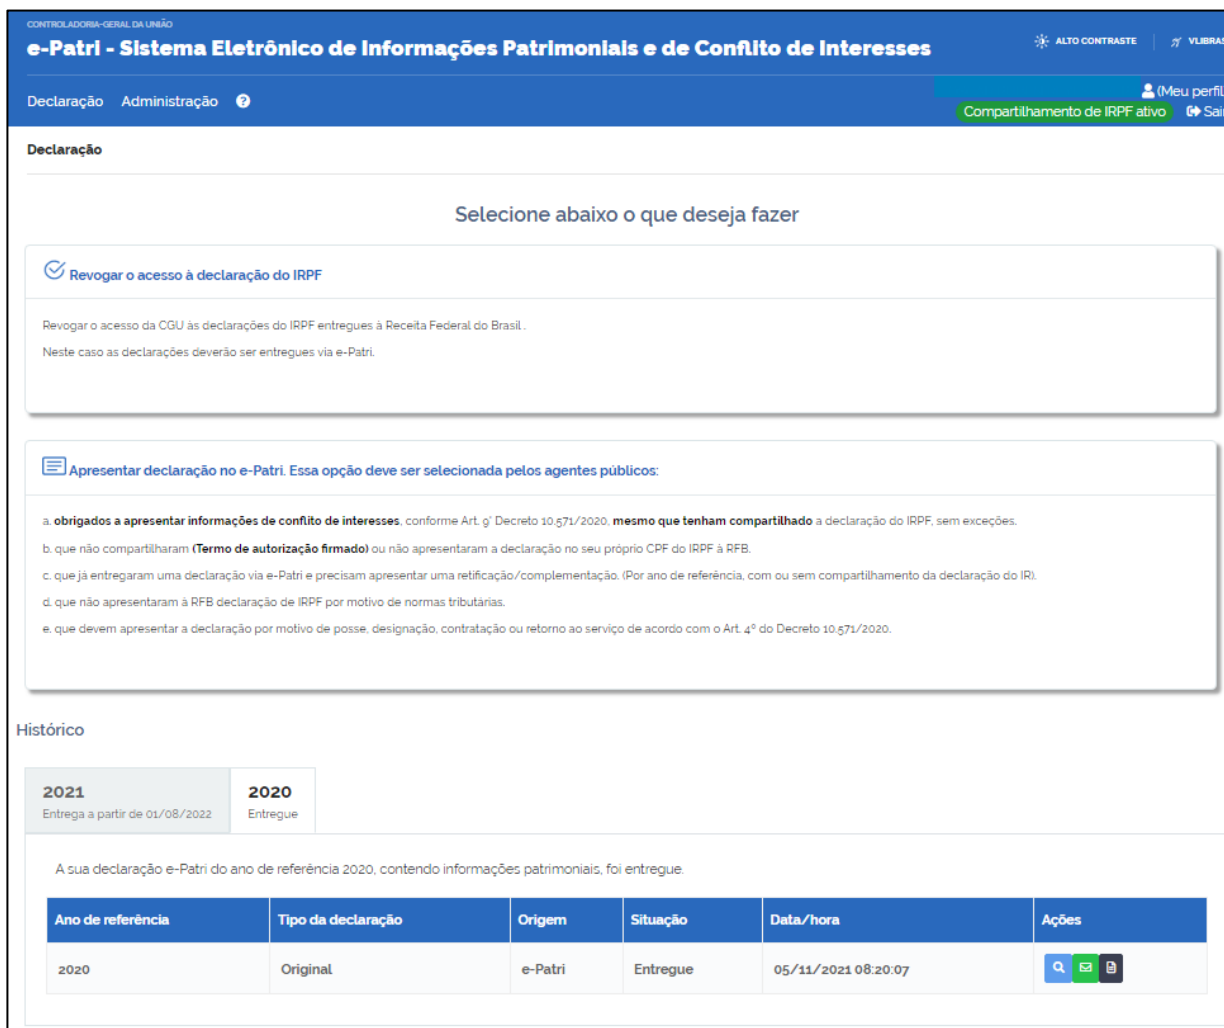 CONTROLADORIA-GERAL DA UNIÃO
e-Patri - Sistema Eletrônico de Informações Patrimoniais e de Conflito de Interesses
ALTO CONTRASTE
VLIBRAS
Declaração Administração ?
(Meu perfil
Compartilhamento de IRPF ativo
Sair
Declaração
Selecione abaixo o que deseja fazer
Revogar o acesso à declaração do IRPF
Revogar o acesso da CGU às declarações do IRPF entregues à Receita Federal do Brasil .
Neste caso as declarações deverão ser entregues via e-Patri.
Apresentar declaração no e-Patri. Essa opção deve ser selecionada pelos agentes públicos:
a. obrigados a apresentar informações de conflito de interesses, conforme Art. 9° Decreto 10.571/2020, mesmo que tenham compartilhado a declaração do IRPF, sem exceções.
b. que não compartilharam (Termo de autorização firmado) ou não apresentaram a declaração no seu próprio CPF do IRPF à RFB.
c. que já entregaram uma declaração via e-Patri e precisam apresentar uma retificação/complementação. (Por ano de referência, com ou sem compartilhamento da declaração do IR).
d. que não apresentaram à RFB declaração de IRPF por motivo de normas tributárias.
e. que devem apresentar a declaração por motivo de posse, designação, contratação ou retorno ao serviço de acordo com o Art. 4º do Decreto 10.571/2020.
Histórico
2021
Entrega a partir de 01/08/2022
2020
Entregue
A sua declaração e-Patri do ano de referência 2020, contendo informações patrimoniais, foi entregue.
Ano de referência Tipo da declaração Origem Situação Data/hora Ações
2020 Original e-Patri Entregue 05/11/2021 08:20:07